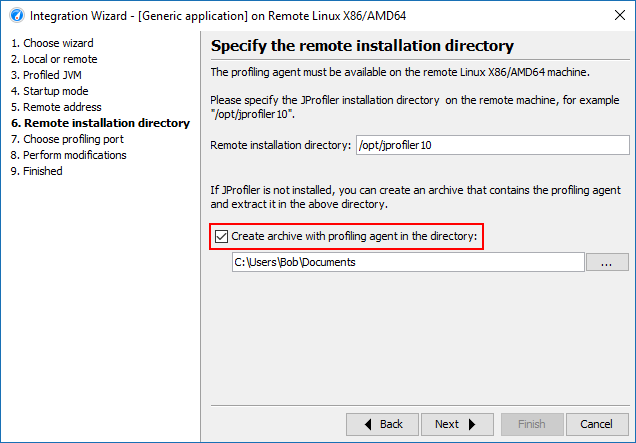 Integration Wizard - [Generic application] on Remote Linux X86/AMD64
1. Choose wizard
2. Local or remote
3. Profiled JVM
4. Startup mode
5. Remote address
6. Remote installation directory
7. Choose profiling port
8. Perform modifications
9. Finished
Specify the remote installation directory
The profiling agent must be available on the remote Linux X86/AMD64 machine.
Please specify the JProfiler installation directory on the remote machine, for example
"/opt/jprofiler10".
Remote installation directory: /opt/jprofiler10
If JProfiler is not installed, you can create an archive that contains the profiling agent
and extract it in the above directory.
Create archive with profiling agent in the directory:
C:\Users\Bob\Documents ...
Back Next Finish Cancel